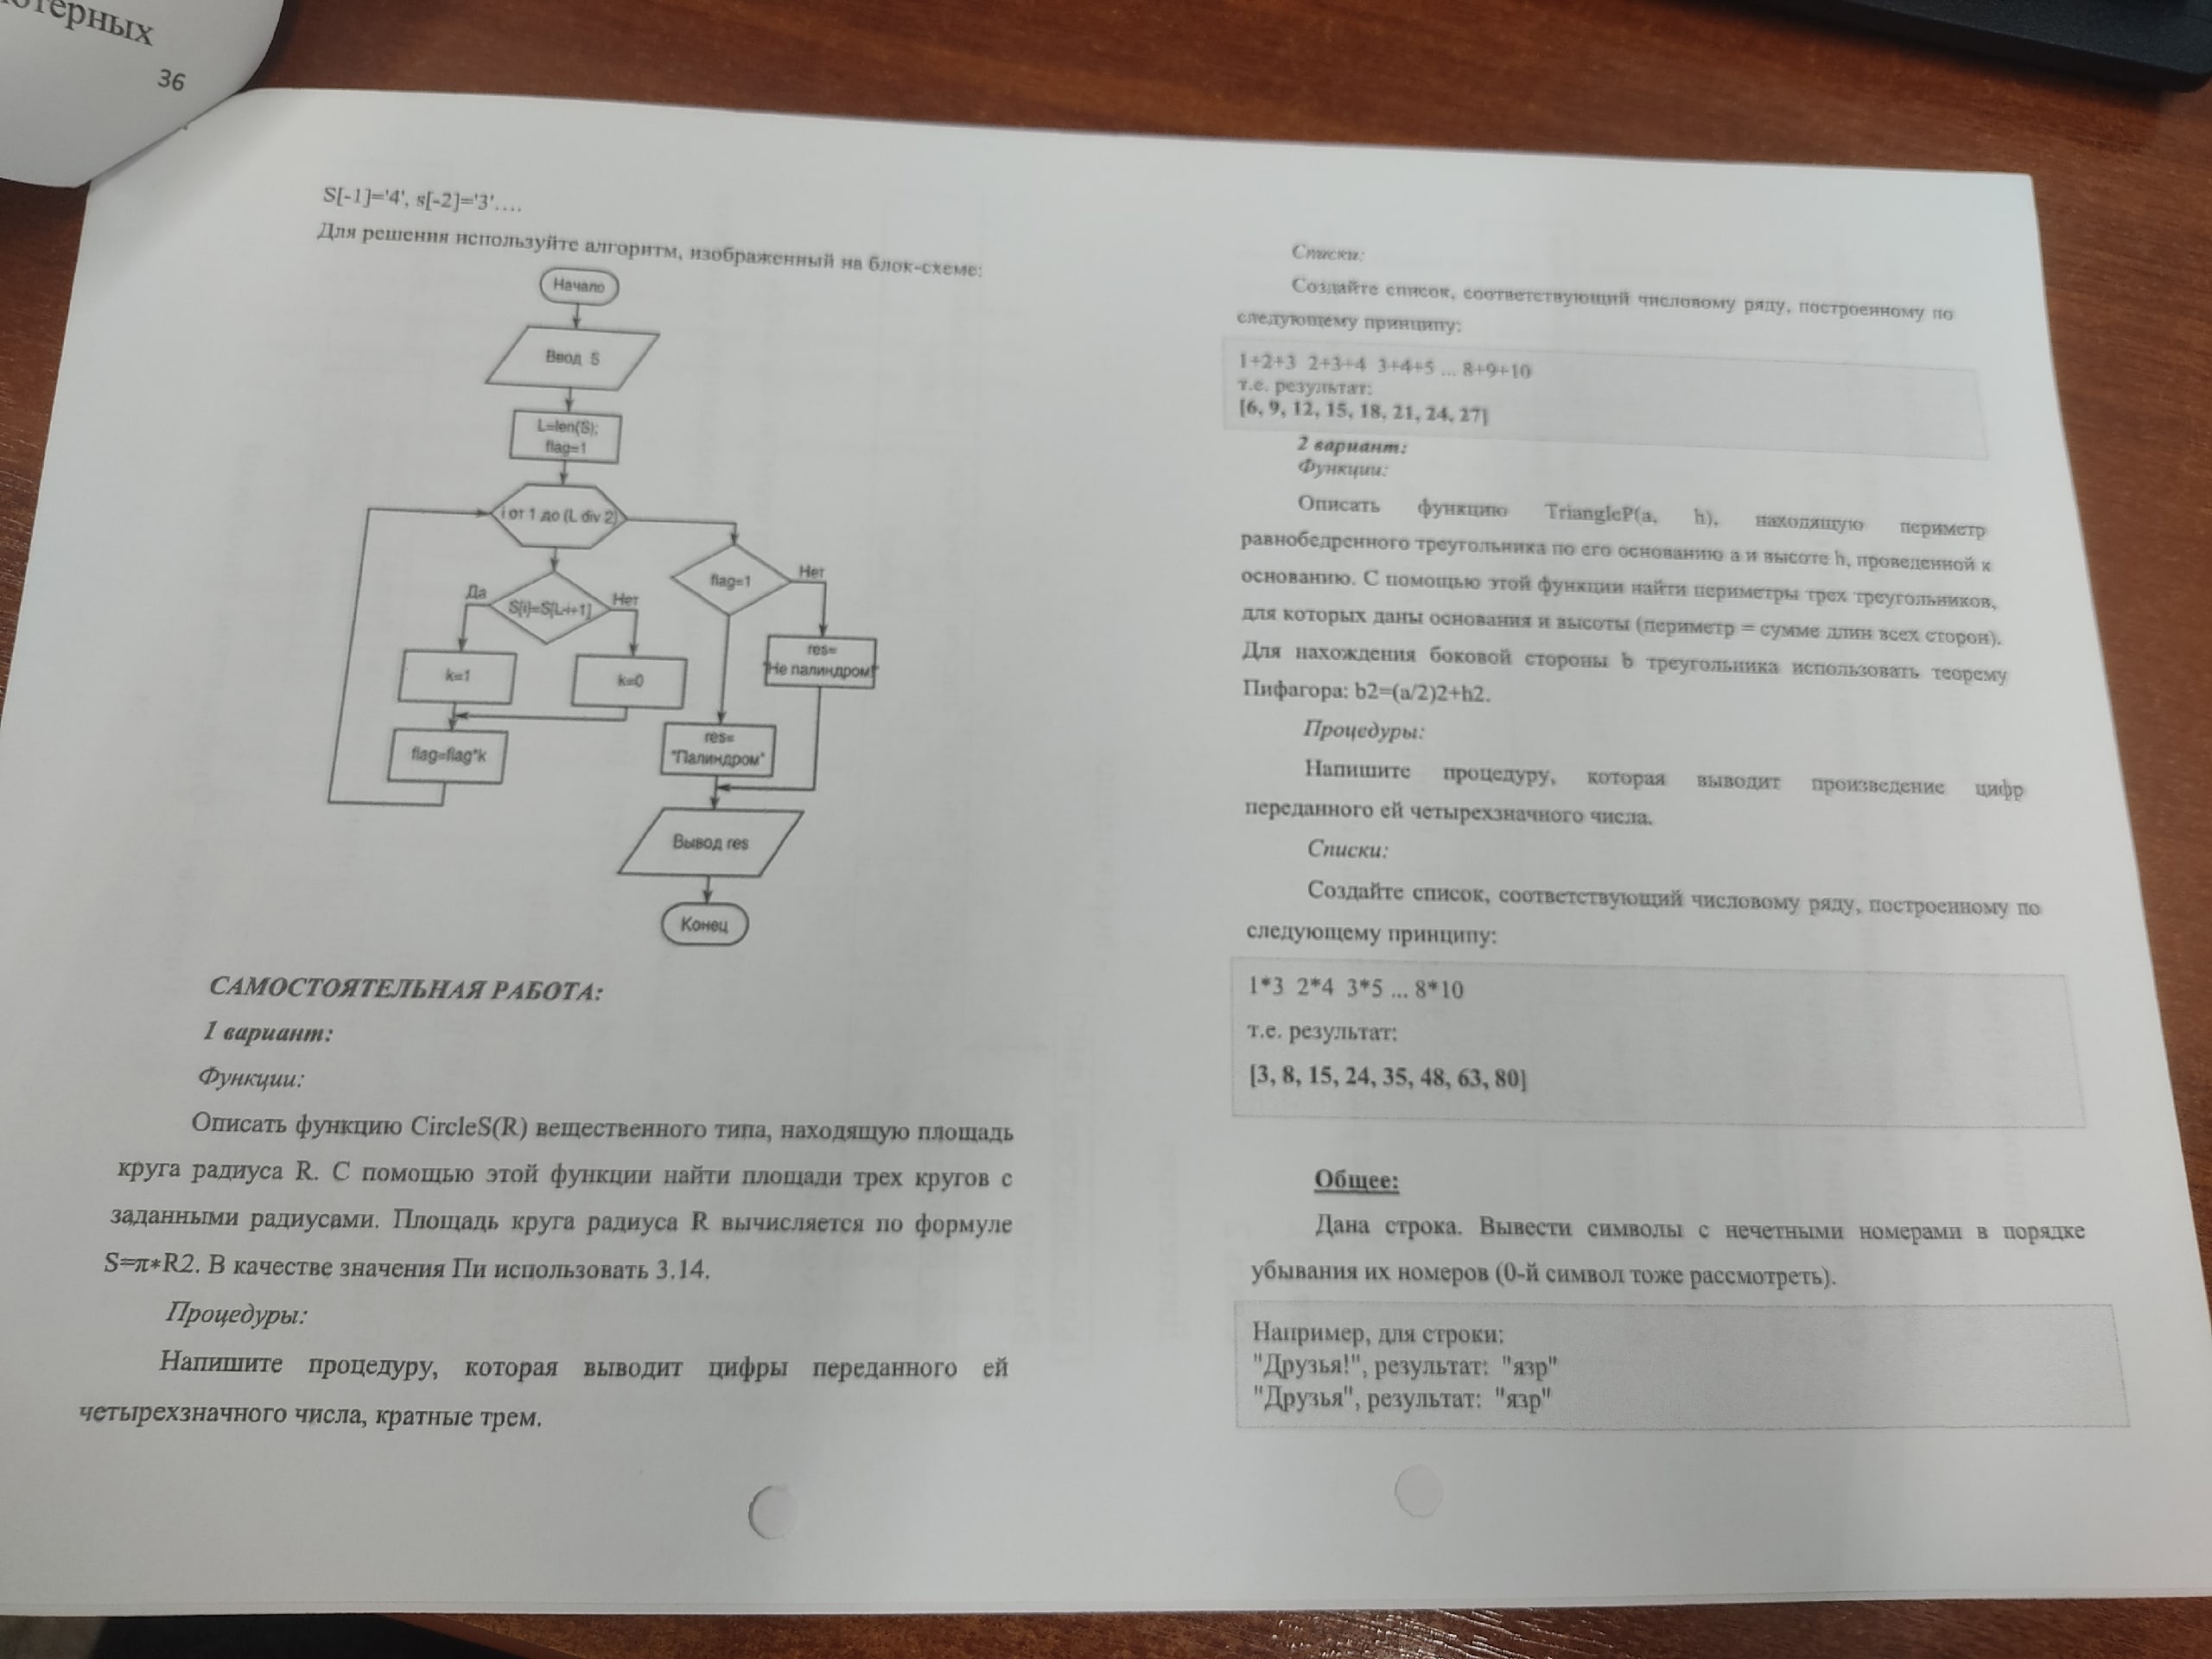 36
S[-1]='4', s[-2]='3'....
Для решения используйте алгоритм, изображенный на блок-схеме:
Начало
Ввод S
L=len(S);
flag=1
i от 1 до (L div 2)
S[i]=S[L-i+1]
Да
Нет
k=1
k=0
flag=flag*k
flag=1
Нет
res=
"Не палиндром"
res=
"Палиндром"
Вывод res
Конец
САМОСТОЯТЕЛЬНАЯ РАБОТА:
1 вариант:
Функции:
Описать функцию CircleS(R) вещественного типа, находящую площадь
круга радиуса R. С помощью этой функции найти площади трех кругов с
заданными радиусами. Площадь круга радиуса R вычисляется по формуле
S=π*R2. В качестве значения Пи использовать 3.14.
Процедуры:
Напишите процедуру, которая выводит цифры переданного ей
четырехзначного числа, кратные трем.
Списки:
Создайте список, соответствующий числовому ряду, построенному по
следующему принципу:
1+2+3 2+3+4 3+4+5 ... 8+9+10
т.е. результат:
[6, 9, 12, 15, 18, 21, 24, 27]
2 вариант:
Функции:
Описать функцию TriangleP(a, h), находящую периметр
равнобедренного треугольника по его основанию a и высоте h, проведенной к
основанию. С помощью этой функции найти периметры трех треугольников,
для которых даны основания и высоты (периметр = сумме длин всех сторон).
Для нахождения боковой стороны b треугольника использовать теорему
Пифагора: b2=(a/2)2+h2.
Процедуры:
Напишите процедуру, которая выводит произведение цифр
переданного ей четырехзначного числа.
Списки:
Создайте список, соответствующий числовому ряду, построенному по
следующему принципу:
1*3 2*4 3*5 ... 8*10
т.е. результат:
[3, 8, 15, 24, 35, 48, 63, 80]
Общее:
Дана строка. Вывести символы с нечетными номерами в порядке
убывания их номеров (0-й символ тоже рассмотреть).
Например, для строки:
"Друзья!", результат: "язр"
"Друзья", результат: "язр"